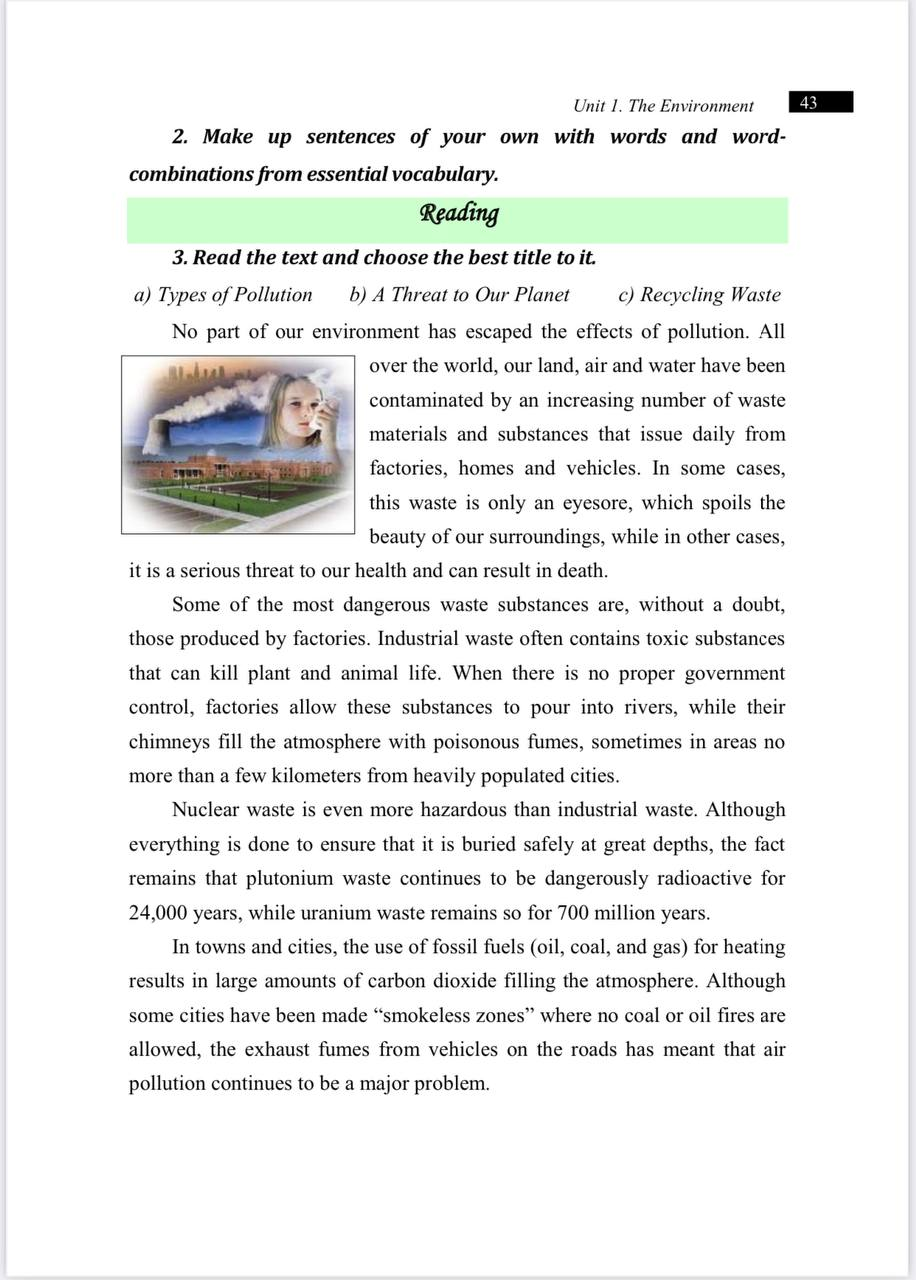 Unit 1. The Environment 43
2. Make up sentences of your own with words and word-
combinations from essential vocabulary.
Reading
3. Read the text and choose the best title to it.
a) Types of Pollution b) A Threat to Our Planet c) Recycling Waste
No part of our environment has escaped the effects of pollution. All
over the world, our land, air and water have been
contaminated by an increasing number of waste
materials and substances that issue daily from
factories, homes and vehicles. In some cases,
this waste is only an eyesore, which spoils the
beauty of our surroundings, while in other cases,
it is a serious threat to our health and can result in death.
Some of the most dangerous waste substances are, without a doubt,
those produced by factories. Industrial waste often contains toxic substances
that can kill plant and animal life. When there is no proper government
control, factories allow these substances to pour into rivers, while their
chimneys fill the atmosphere with poisonous fumes, sometimes in areas no
more than a few kilometers from heavily populated cities.
Nuclear waste is even more hazardous than industrial waste. Although
everything is done to ensure that it is buried safely at great depths, the fact
remains that plutonium waste continues to be dangerously radioactive for
24,000 years, while uranium waste remains so for 700 million years.
In towns and cities, the use of fossil fuels (oil, coal, and gas) for heating
results in large amounts of carbon dioxide filling the atmosphere. Although
some cities have been made “smokeless zones” where no coal or oil fires are
allowed, the exhaust fumes from vehicles on the roads has meant that air
pollution continues to be a major problem.